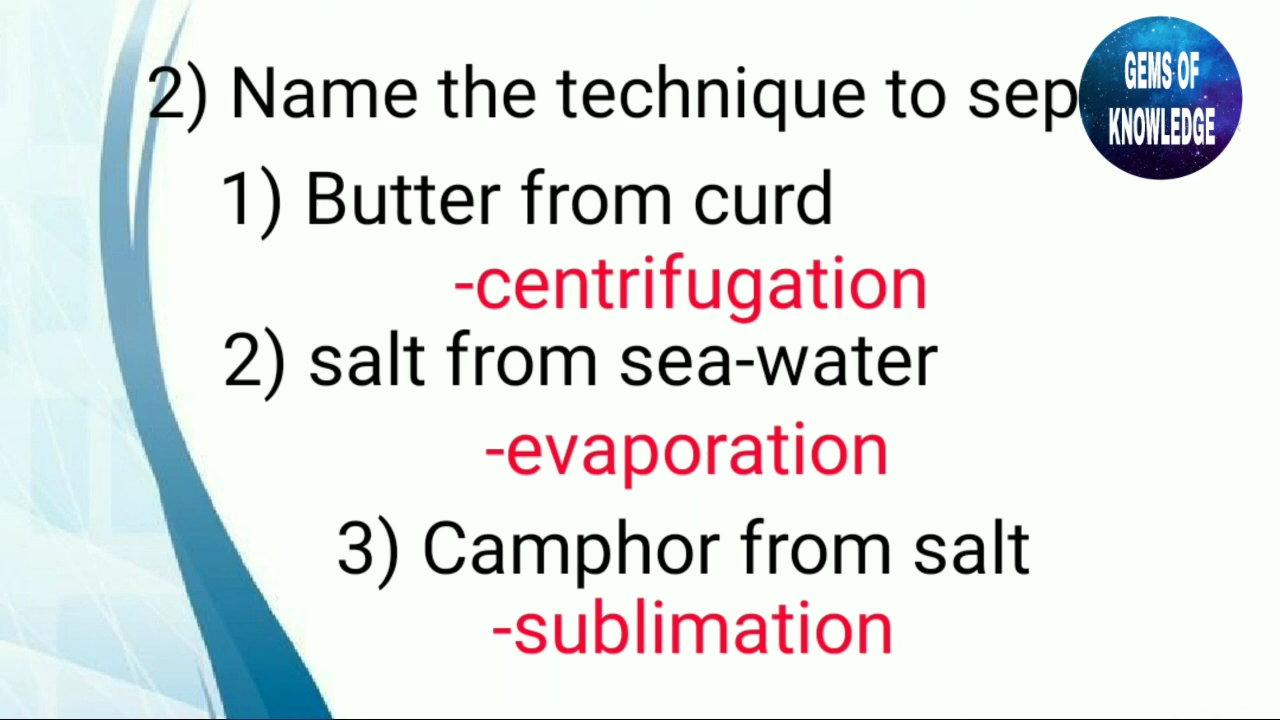 2) Name the technique to sep
GEMS OF
KNOWLEDGE
1) Butter from curd
-centrifugation
2) salt from sea-water
-evaporation
3) Camphor from salt
-sublimation